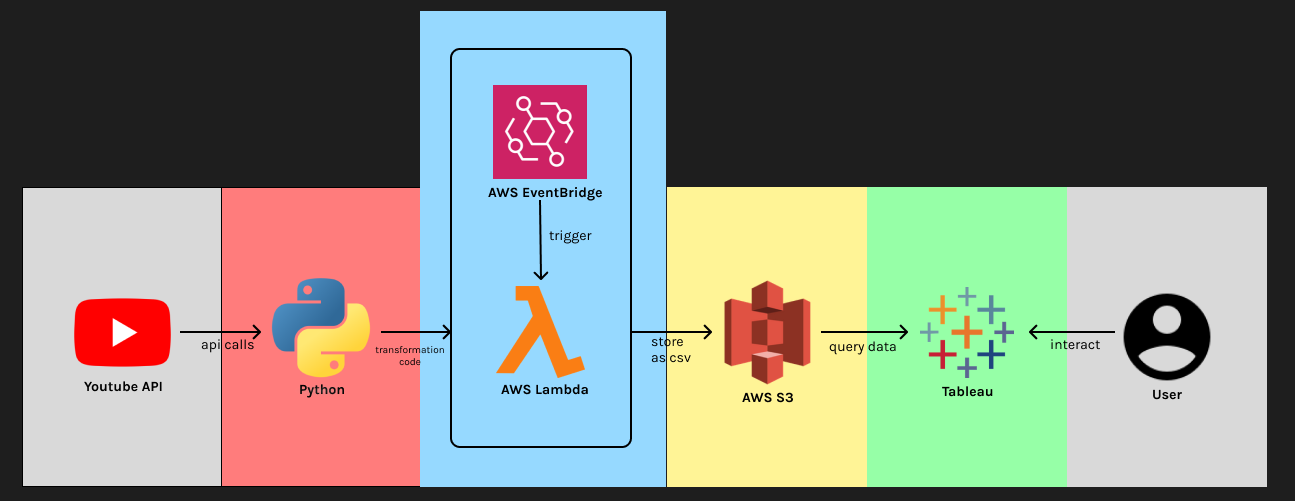 AWS EventBridge
trigger
api calls
transformation
code
store
as csv
query data
interact
Youtube API
Python
AWS Lambda
AWS S3
Tableau
User